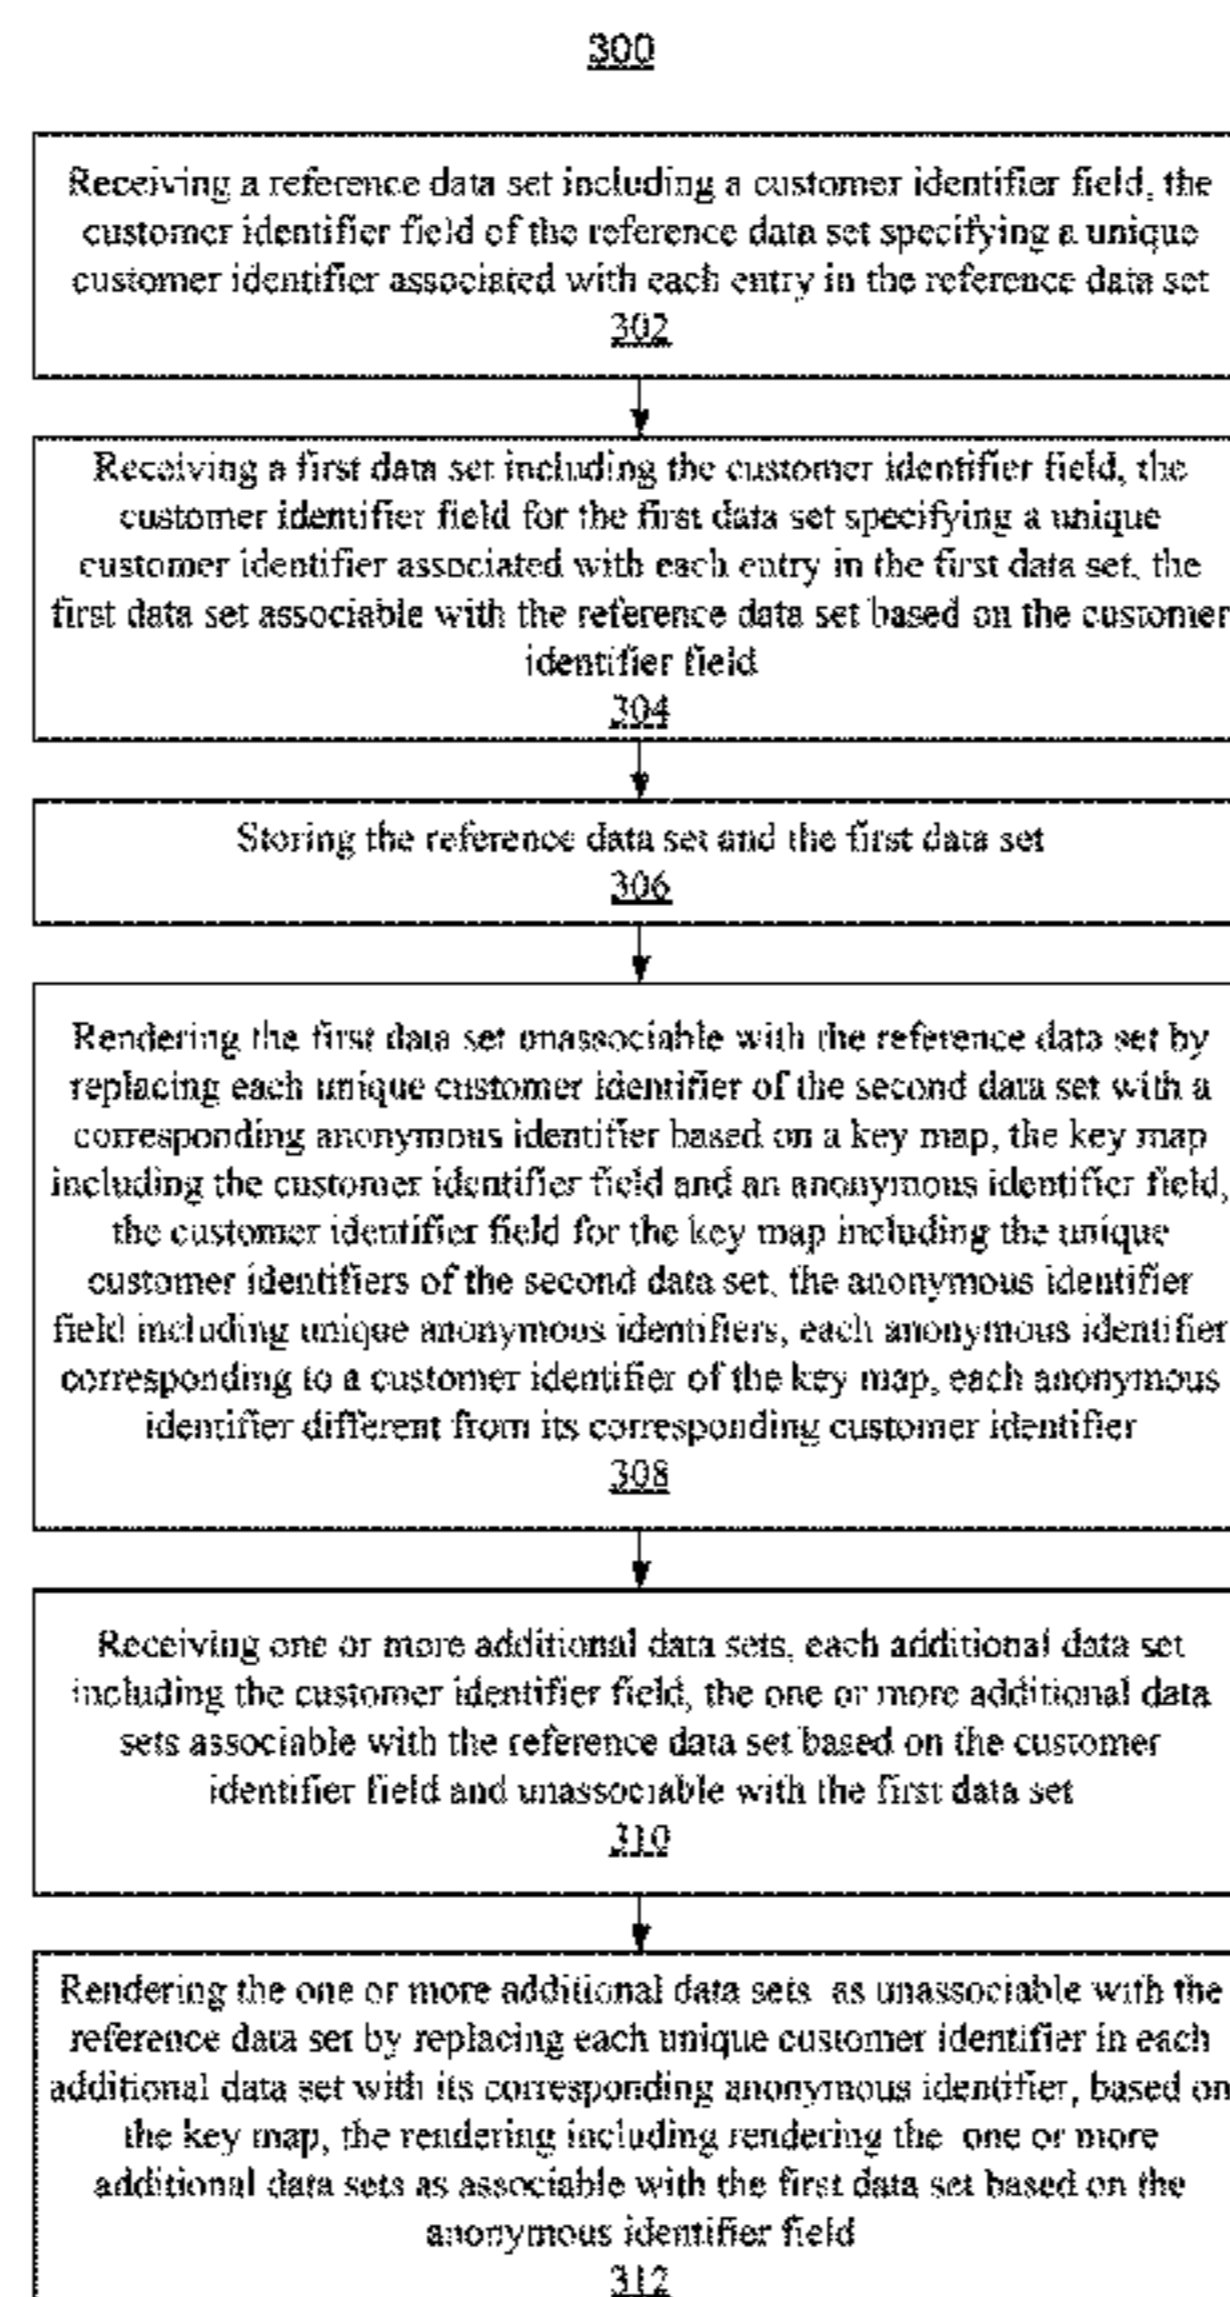 300
Receiving a reference data set including a customer identifier field, the
customer identifier field of the reference data set specifying a unique
customer identifier associated with each entry in the reference data set
302
Receiving a first data set including the customer identifier field, the
customer identifier field for the first data set specifying a unique
customer identifier associated with each entry in the first data set, the
first data set associable with the reference data set based on the customer
identifier field
304
Storing the reference data set and the first data set
306
Rendering the first data set unassociable with the reference data set by
replacing each unique customer identifier of the second data set with a
corresponding anonymous identifier based on a key map, the key map
including the customer identifier field and an anonymous identifier field,
the customer identifier field for the key map including the unique
customer identifiers of the second data set, the anonymous identifier
field including unique anonymous identifiers, each anonymous identifier
corresponding to a customer identifier of the key map, each anonymous
identifier different from its corresponding customer identifier
308
Receiving one or more additional data sets, each additional data set
including the customer identifier field, the one or more additional data
sets associable with the reference data set based on the customer
identifier field and unassociable with the first data set
310
Rendering the one or more additional data sets as unassociable with the
reference data set by replacing each unique customer identifier in each
additional data set with its corresponding anonymous identifier, based on
the key map, the rendering including rendering the one or more
additional data sets as associable with the first data set based on the
anonymous identifier field
312